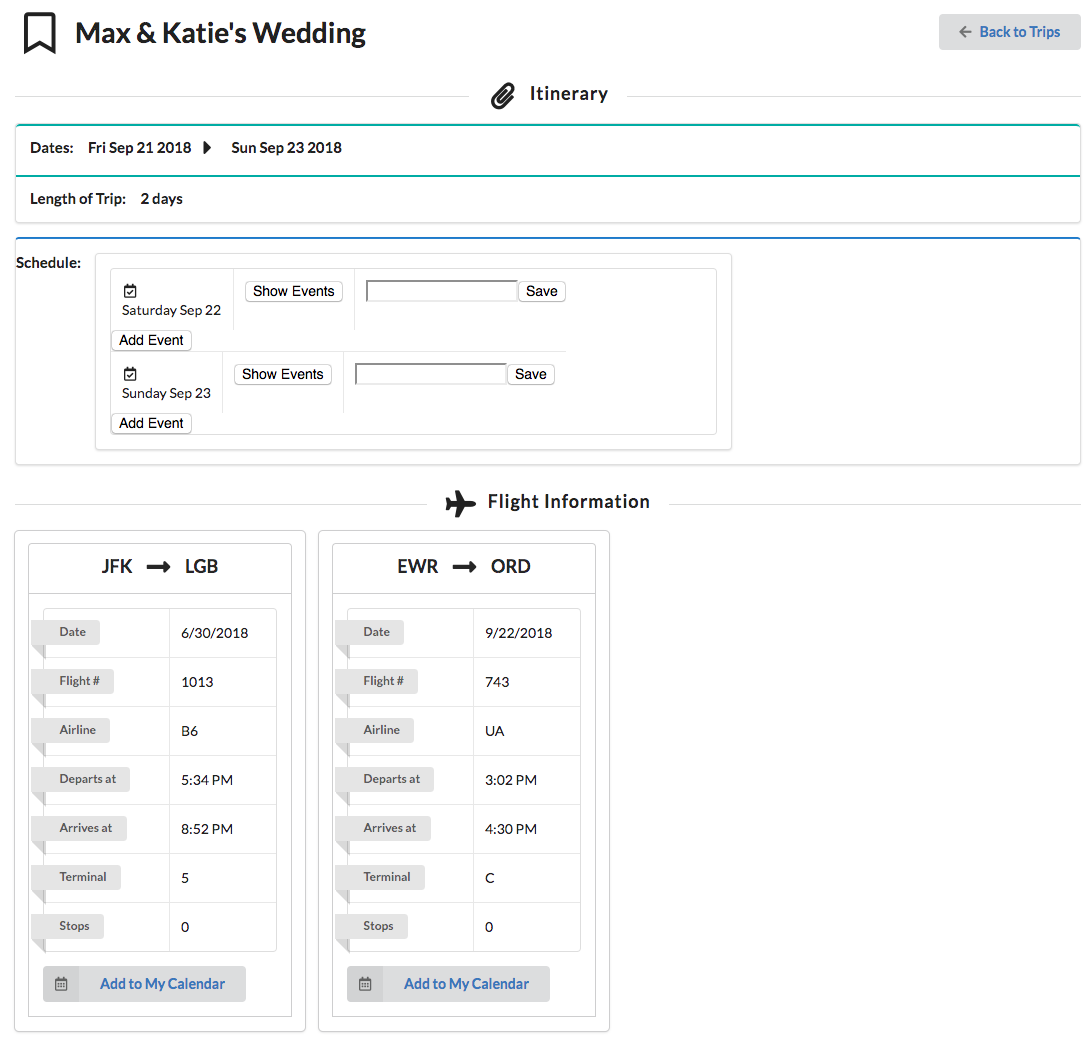 Max & Katie's Wedding
Back to Trips
Itinerary
Dates: Fri Sep 21 2018 Sun Sep 23 2018
Length of Trip: 2 days
Schedule:
Show Events Save
Saturday Sep 22
Add Event
Show Events Save
Sunday Sep 23
Add Event
Flight Information
JFK LGB
Date 6/30/2018
Flight # 1013
Airline B6
Departs at 5:34 PM
Arrives at 8:52 PM
Terminal 5
Stops 0
Add to My Calendar
EWR ORD
Date 9/22/2018
Flight # 743
Airline UA
Departs at 3:02 PM
Arrives at 4:30 PM
Terminal C
Stops 0
Add to My Calendar